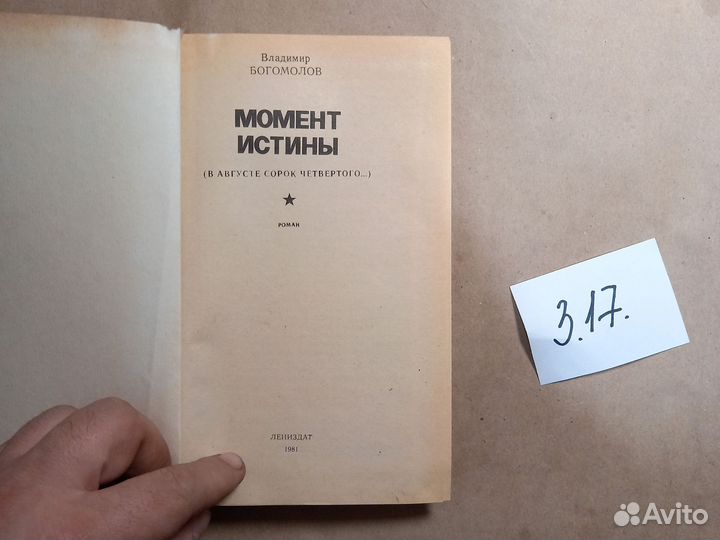 Владимир
БОГОМОЛОВ
МОМЕНТ
ИСТИНЫ
(В АВГУСТЕ СОРОК ЧЕТВЕРТОГО...)
РОМАН
ЛЕНИЗДАТ
1981
3.17.
Avito